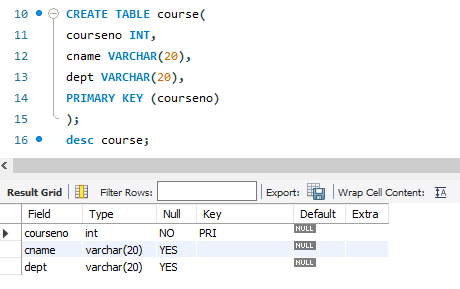 10 CREATE TABLE course(
11 courseno INT,
12 cname VARCHAR(20),
13 dept VARCHAR(20),
14 PRIMARY KEY (courseno)
15 );
16 desc course;
Result Grid Filter Rows: Export: Wrap Cell Content: IA
Field Type Null Key Default Extra
courseno int NO PRI NULL
cname varchar(20) YES NULL
dept varchar(20) YES NULL